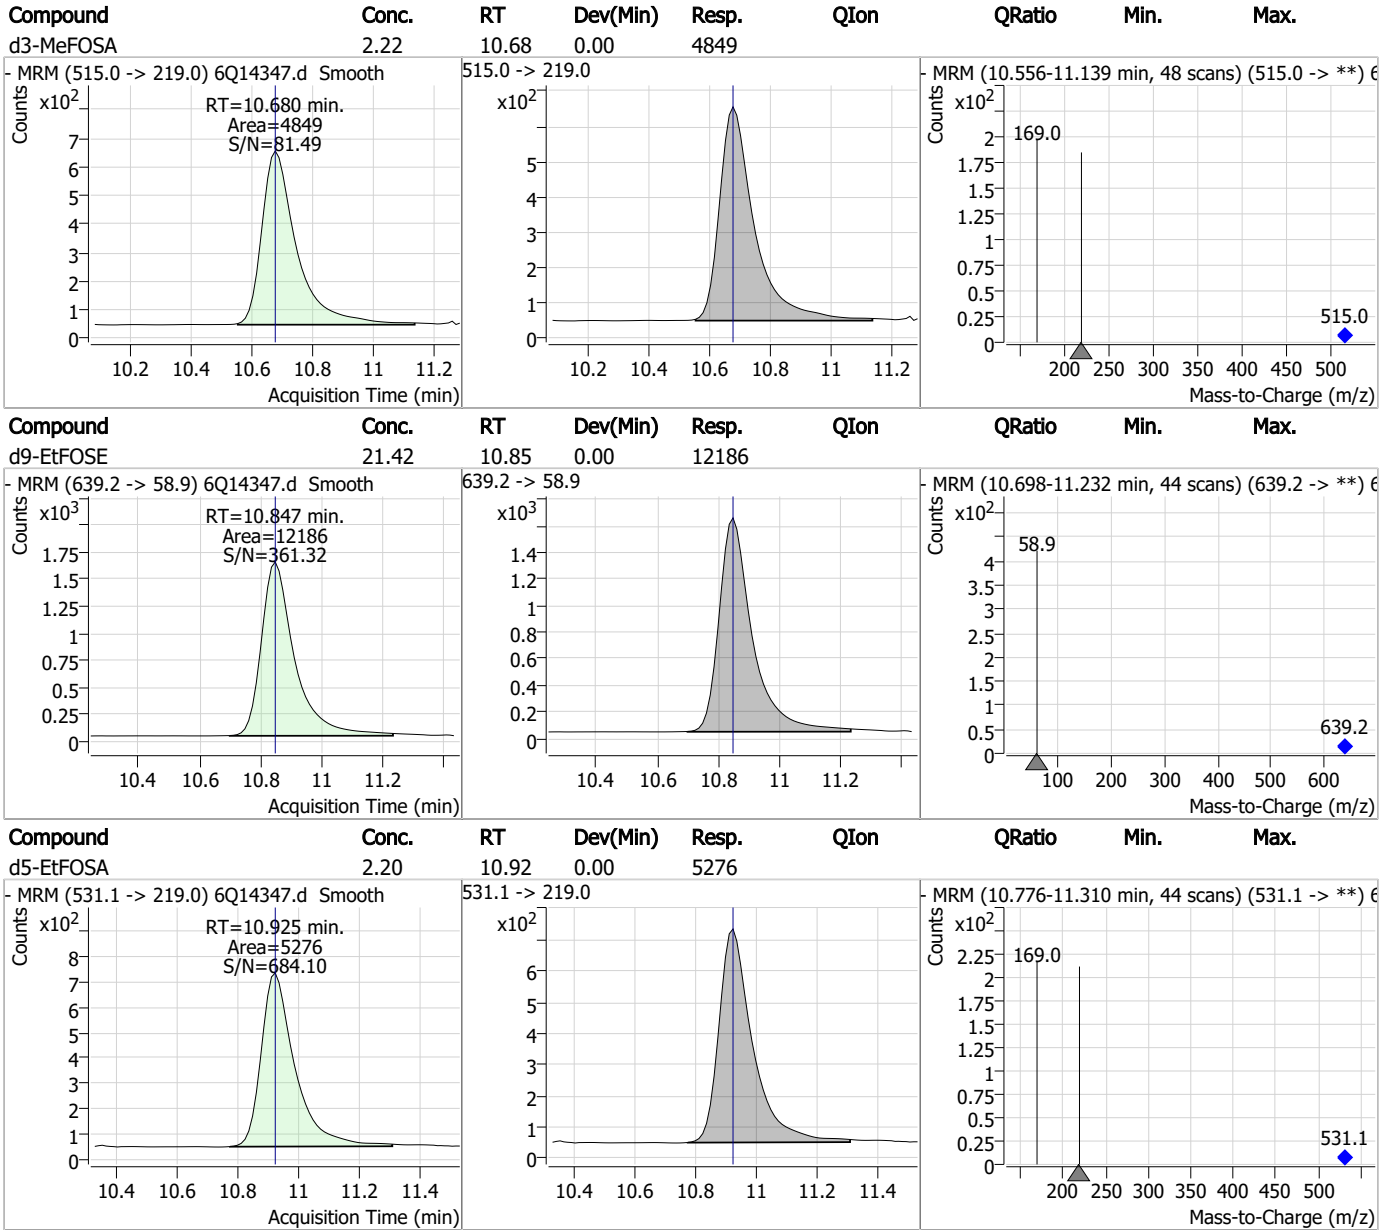 Compound Conc. RT Dev(Min) Resp. QIon QRatio Min. Max.
d3-MeFOSA 2.22 10.68 0.00 4849
- MRM (515.0 -> 219.0) 6Q14347.d Smooth
Counts
x10²
RT=10.680 min.
Area=4849
S/N=81.49
7
6
5
4
3
2
1
0
10.2 10.4 10.6 10.8 11 11.2
Acquisition Time (min)
515.0 -> 219.0
x10²
5
4
3
2
1
0
10.2 10.4 10.6 10.8 11 11.2
- MRM (10.556-11.139 min, 48 scans) (515.0 -> **) 6
Counts
x10²
169.0
2
1.75
1.5
1.25
1
0.75
0.5
0.25
0
515.0
200 250 300 350 400 450 500
Mass-to-Charge (m/z)
Compound Conc. RT Dev(Min) Resp. QIon QRatio Min. Max.
d9-EtFOSE 21.42 10.85 0.00 12186
- MRM (639.2 -> 58.9) 6Q14347.d Smooth
Counts
x10³
RT=10.847 min.
Area=12186
S/N=361.32
1.75
1.5
1.25
1
0.75
0.5
0.25
0
10.4 10.6 10.8 11 11.2
Acquisition Time (min)
639.2 -> 58.9
x10³
1.4
1.2
1
0.8
0.6
0.4
0.2
0
10.4 10.6 10.8 11 11.2
- MRM (10.698-11.232 min, 44 scans) (639.2 -> **) 6
Counts
x10²
58.9
4
3.5
3
2.5
2
1.5
1
0.5
0
639.2
100 200 300 400 500 600
Mass-to-Charge (m/z)
Compound Conc. RT Dev(Min) Resp. QIon QRatio Min. Max.
d5-EtFOSA 2.20 10.92 0.00 5276
- MRM (531.1 -> 219.0) 6Q14347.d Smooth
Counts
x10²
RT=10.925 min.
Area=5276
S/N=684.10
8
7
6
5
4
3
2
1
0
10.4 10.6 10.8 11 11.2 11.4
Acquisition Time (min)
531.1 -> 219.0
x10²
6
5
4
3
2
1
0
10.4 10.6 10.8 11 11.2 11.4
- MRM (10.776-11.310 min, 44 scans) (531.1 -> **) 6
Counts
x10²
169.0
2.25
2
1.75
1.5
1.25
1
0.75
0.5
0.25
0
531.1
200 250 300 350 400 450 500
Mass-to-Charge (m/z)